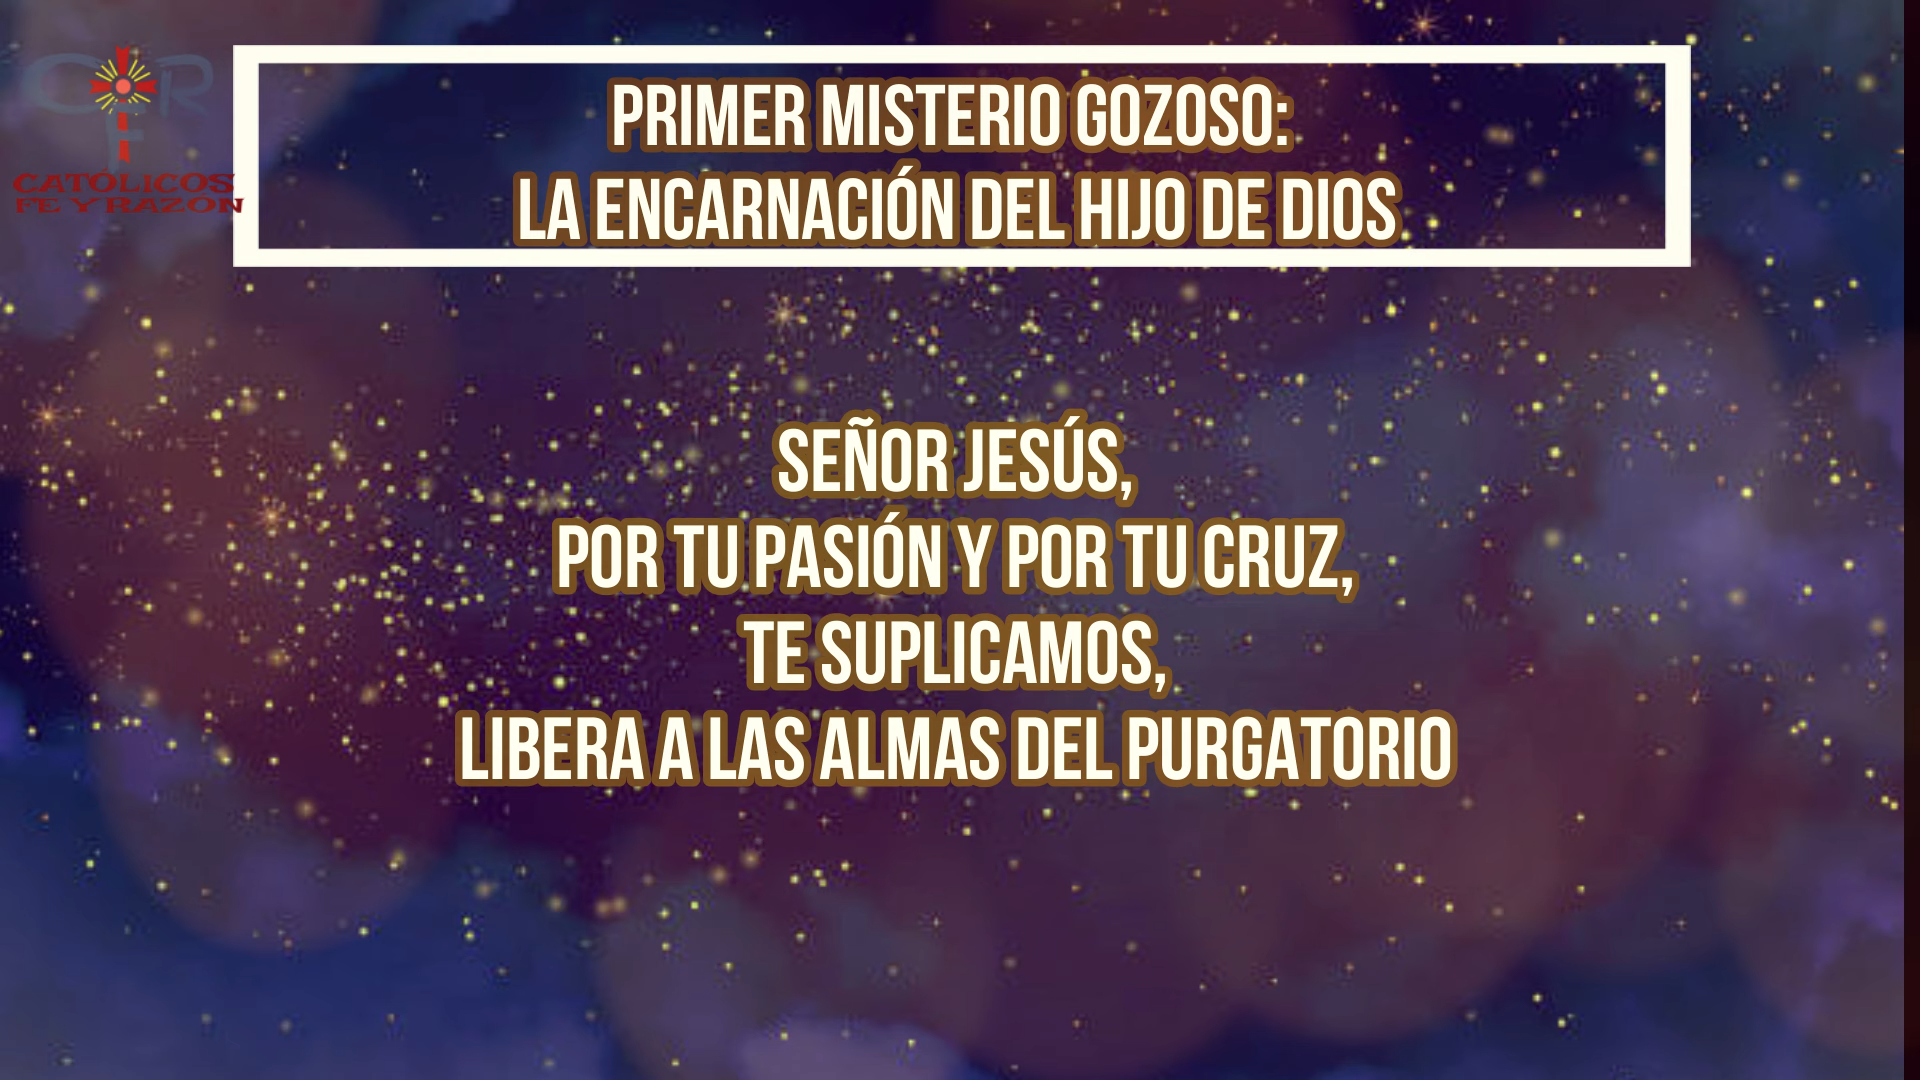 PRIMER MISTERIO GOZOSO:
LA ENCARNACIÓN DEL HIJO DE DIOS
C R
F
CATÓLICOS
FE Y RAZÓN
SEÑOR JESÚS,
POR TU PASIÓN Y POR TU CRUZ,
TE SUPLICAMOS,
LIBERA A LAS ALMAS DEL PURGATORIO